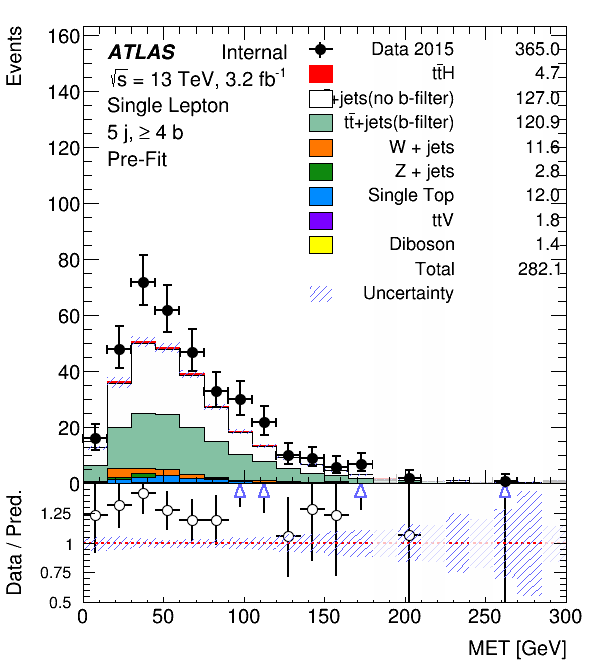 Events
ATLAS Internal
√s = 13 TeV, 3.2 fb⁻¹
Single Lepton
5 j, ≥ 4 b
Pre-Fit
Data 2015 365.0
tt̄H 4.7
+jets(no b-filter) 127.0
tt̄+jets(b-filter) 120.9
W + jets 11.6
Z + jets 2.8
Single Top 12.0
ttV 1.8
Diboson 1.4
Total 282.1
Uncertainty
160
140
120
100
80
60
40
20
0
Data / Pred.
1.25
1
0.75
0.5
0 50 100 150 200 250 300
MET [GeV]